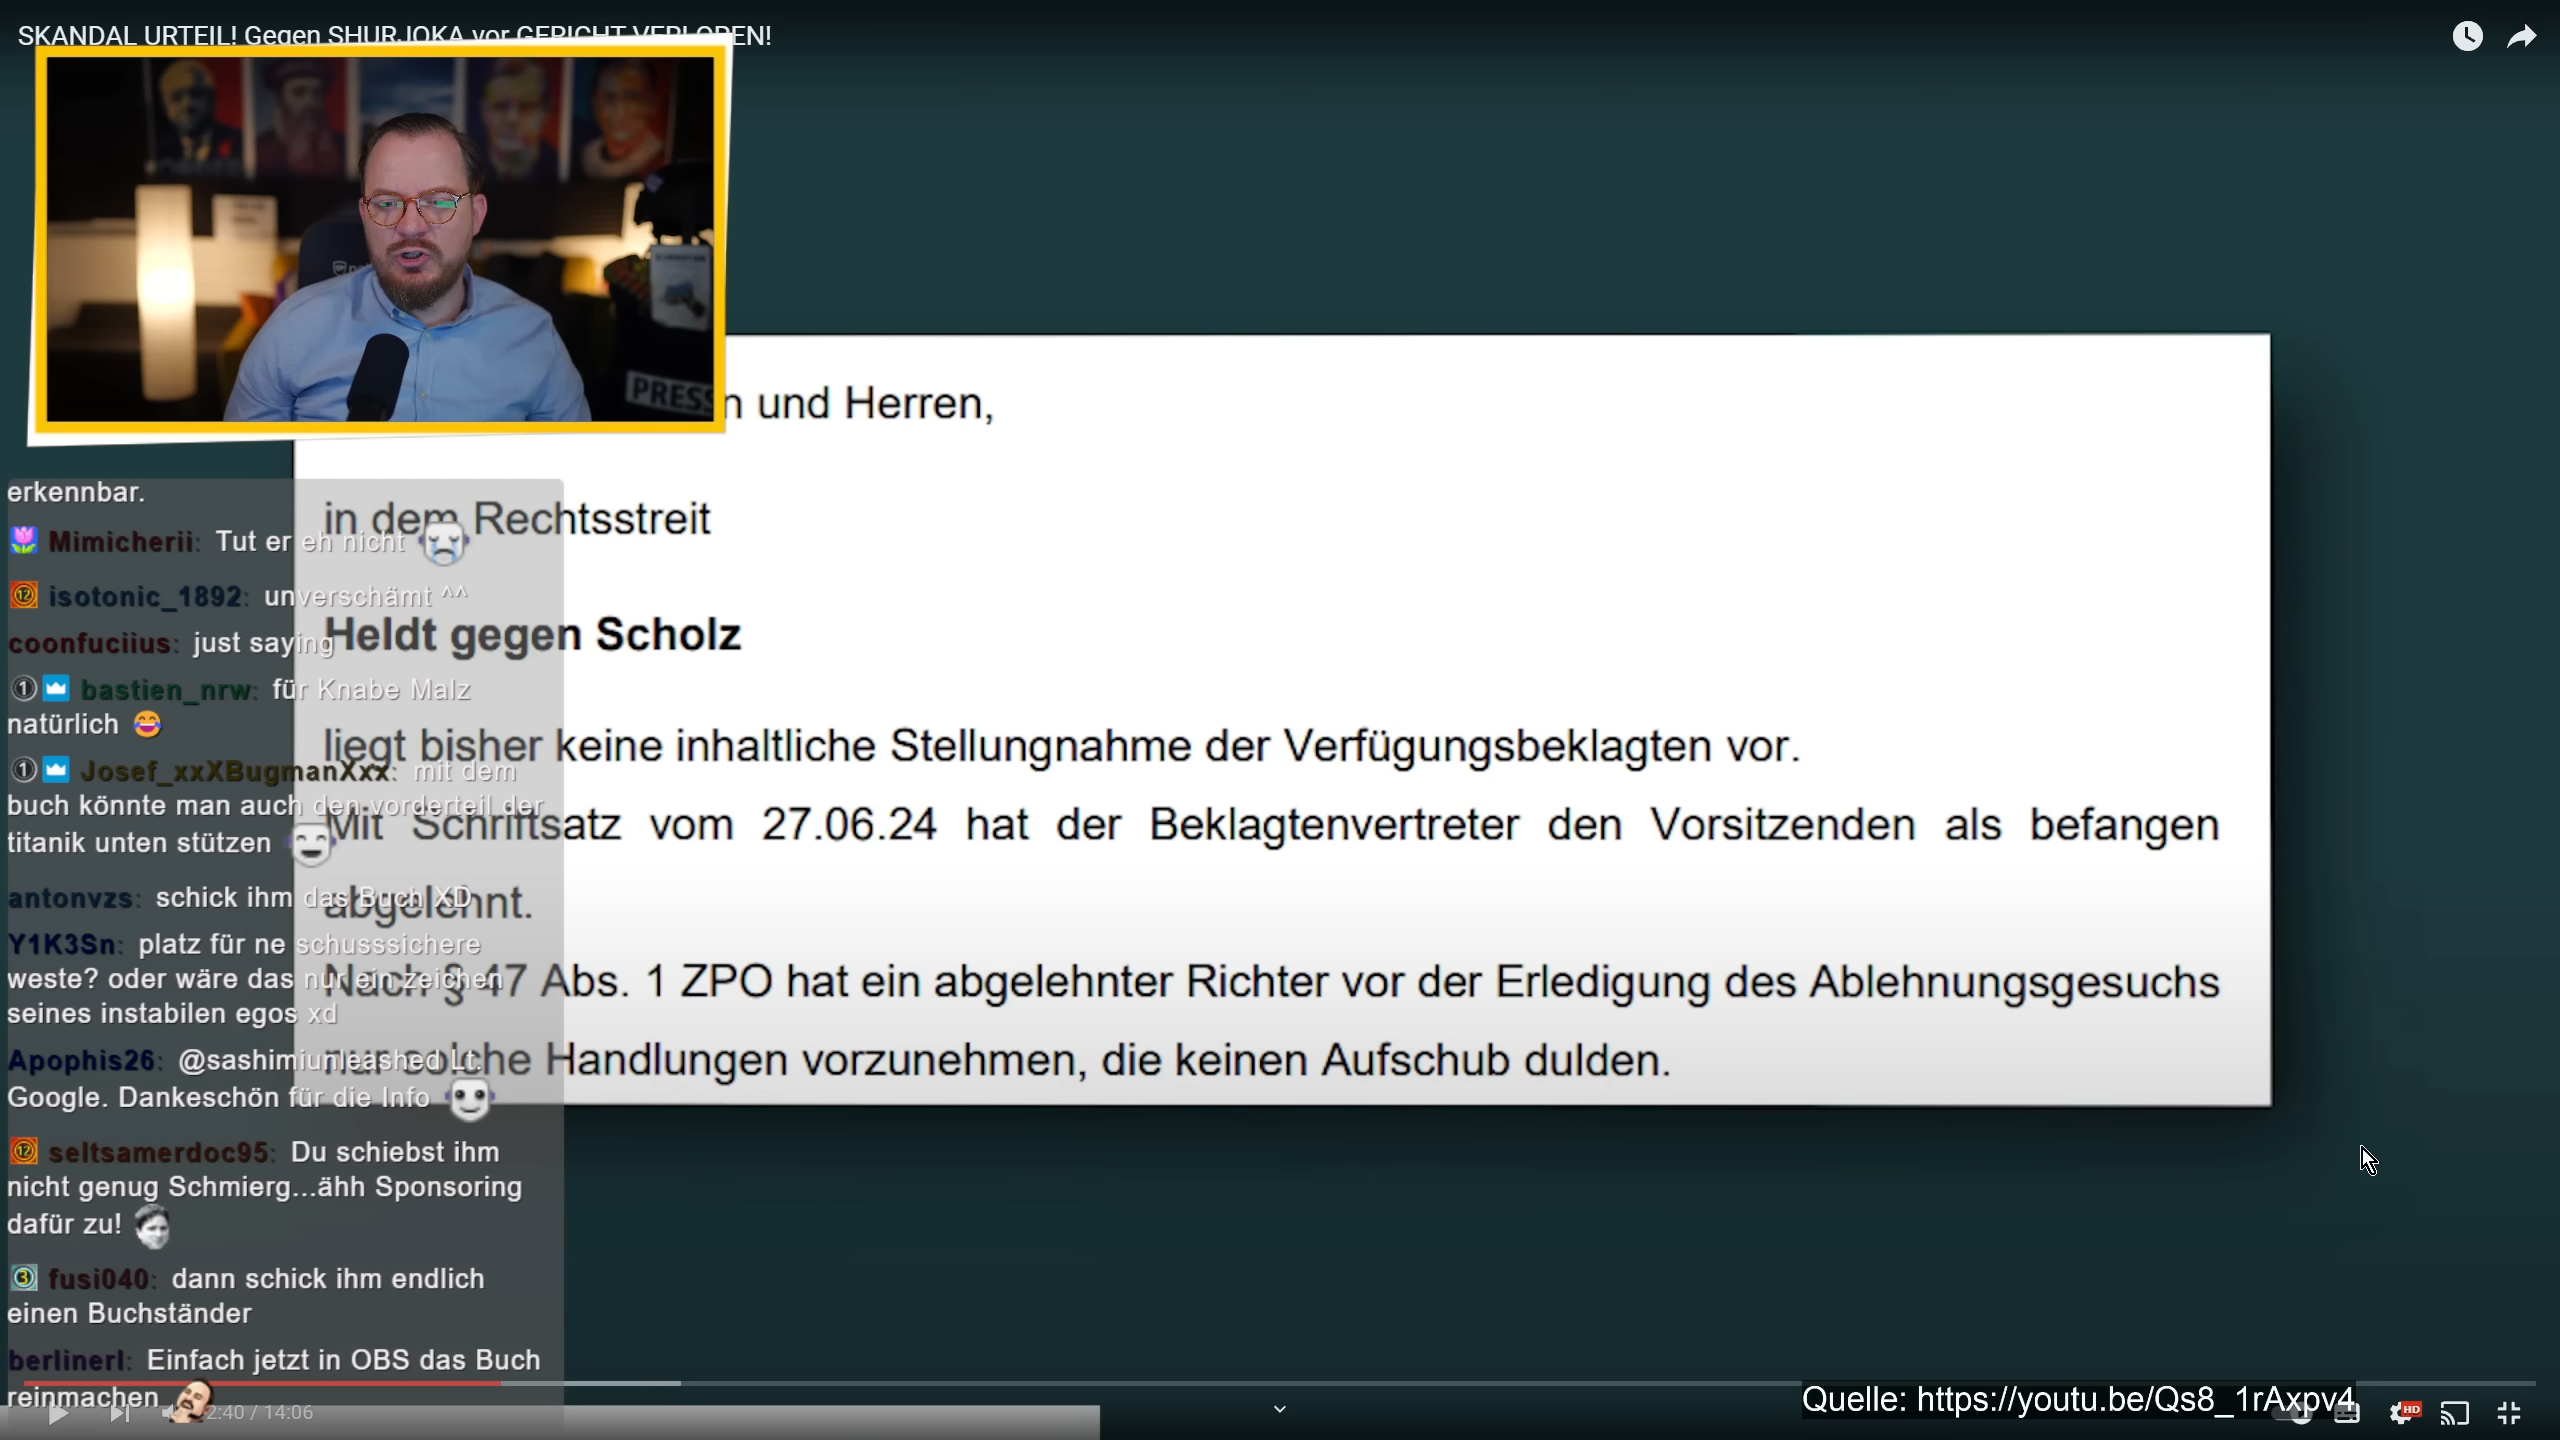 SKANDAL URTEIL! Gegen SHURJOKA vor GERICHT VERLOREN!
PRESS
n und Herren,
in dem Rechtsstreit
Heldt gegen Scholz
liegt bisher keine inhaltliche Stellungnahme der Verfügungsbeklagten vor.
Mit Schriftsatz vom 27.06.24 hat der Beklagtenvertreter den Vorsitzenden als befangen
abgelehnt.
Nach § 47 Abs. 1 ZPO hat ein abgelehnter Richter vor der Erledigung des Ablehnungsgesuchs
nur solche Handlungen vorzunehmen, die keinen Aufschub dulden.
erkennbar.
Mimicherii: Tut er eh nicht
12 isotonic_1892: unverschämt ^^
coonfuciius: just saying
1 bastien_nrw: für Knabe Malz
natürlich 😂
1 Josef_xxXBugmanXxx: mit dem
buch könnte man auch den vorderteil der
titanik unten stützen
antonvzs: schick ihm das Buch XD
Y1K3Sn: platz für ne schusssichere
weste? oder wäre das nur ein zeichen
seines instabilen egos xd
Apophis26: @sashimiunleashed Lt.
Google. Dankeschön für die Info
12 seltsamerdoc95: Du schiebst ihm
nicht genug Schmierg...ähh Sponsoring
dafür zu!
3 fusi040: dann schick ihm endlich
einen Buchständer
berlinerl: Einfach jetzt in OBS das Buch
reinmachen
2:40 / 14:06
Quelle: https://youtu.be/Qs8_1rAxpv4
HD